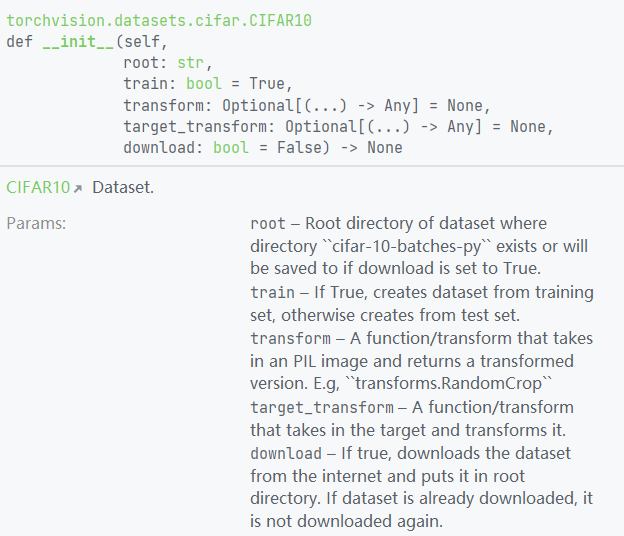 torchvision.datasets.cifar.CIFAR10
def __init__(self,
root: str,
train: bool = True,
transform: Optional[(...) -> Any] = None,
target_transform: Optional[(...) -> Any] = None,
download: bool = False) -> None
CIFAR10 Dataset.
Params:
root – Root directory of dataset where
directory ``cifar-10-batches-py`` exists or will
be saved to if download is set to True.
train – If True, creates dataset from training
set, otherwise creates from test set.
transform – A function/transform that takes
in an PIL image and returns a transformed
version. E.g, ``transforms.RandomCrop``
target_transform – A function/transform
that takes in the target and transforms it.
download – If true, downloads the dataset
from the internet and puts it in root
directory. If dataset is already downloaded, it
is not downloaded again.